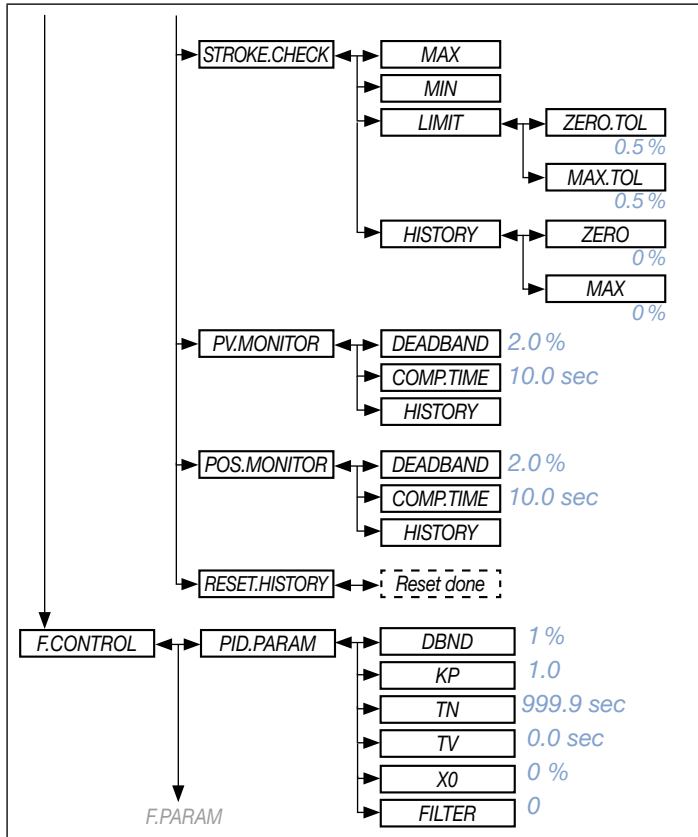 STROKE.CHECK MAX
MIN
LIMIT ZERO.TOL
0.5 %
MAX.TOL
0.5 %
HISTORY ZERO
0 %
MAX
0 %
PV.MONITOR DEADBAND 2.0 %
COMP.TIME 10.0 sec
HISTORY
POS.MONITOR DEADBAND 2.0 %
COMP.TIME 10.0 sec
HISTORY
RESET.HISTORY Reset done
F.CONTROL PID.PARAM DBND 1 %
KP 1.0
TN 999.9 sec
TV 0.0 sec
X0 0 %
FILTER 0
F.PARAM